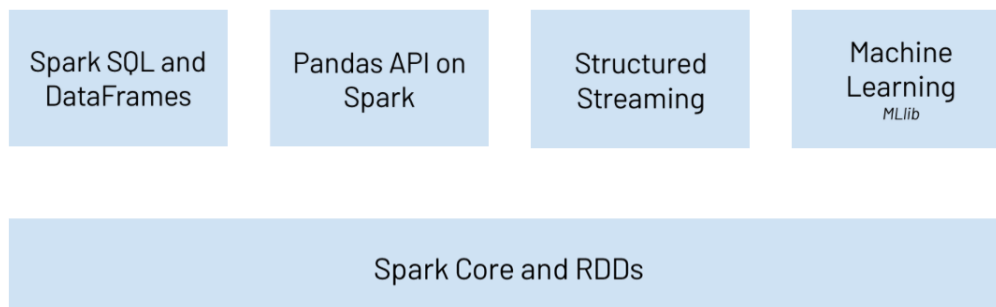 Spark SQL and
DataFrames
Pandas API on
Spark
Structured
Streaming
Machine
Learning
MLlib
Spark Core and RDDs